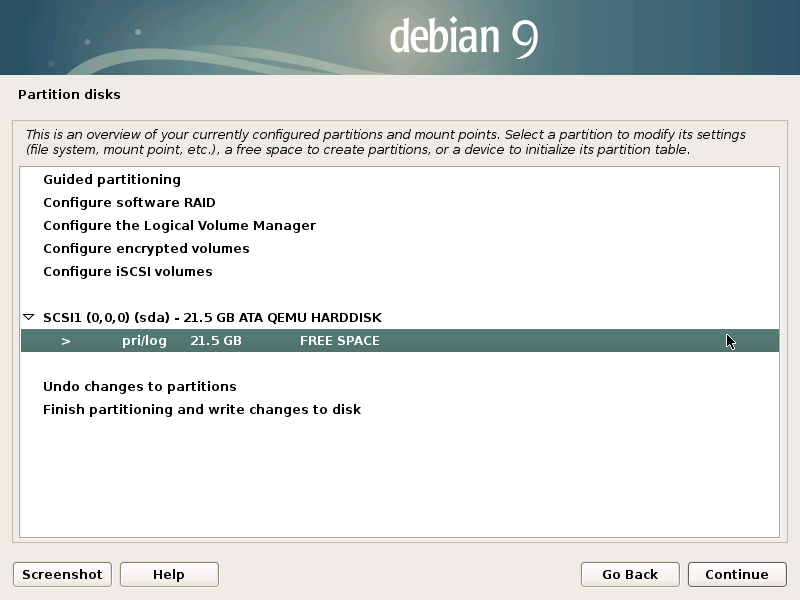 debian 9
Partition disks
This is an overview of your currently configured partitions and mount points. Select a partition to modify its settings
(file system, mount point, etc.), a free space to create partitions, or a device to initialize its partition table.
Guided partitioning
Configure software RAID
Configure the Logical Volume Manager
Configure encrypted volumes
Configure iSCSI volumes
SCSI1 (0,0,0) (sda) - 21.5 GB ATA QEMU HARDDISK
> pri/log 21.5 GB FREE SPACE
Undo changes to partitions
Finish partitioning and write changes to disk
Screenshot Help Go Back Continue